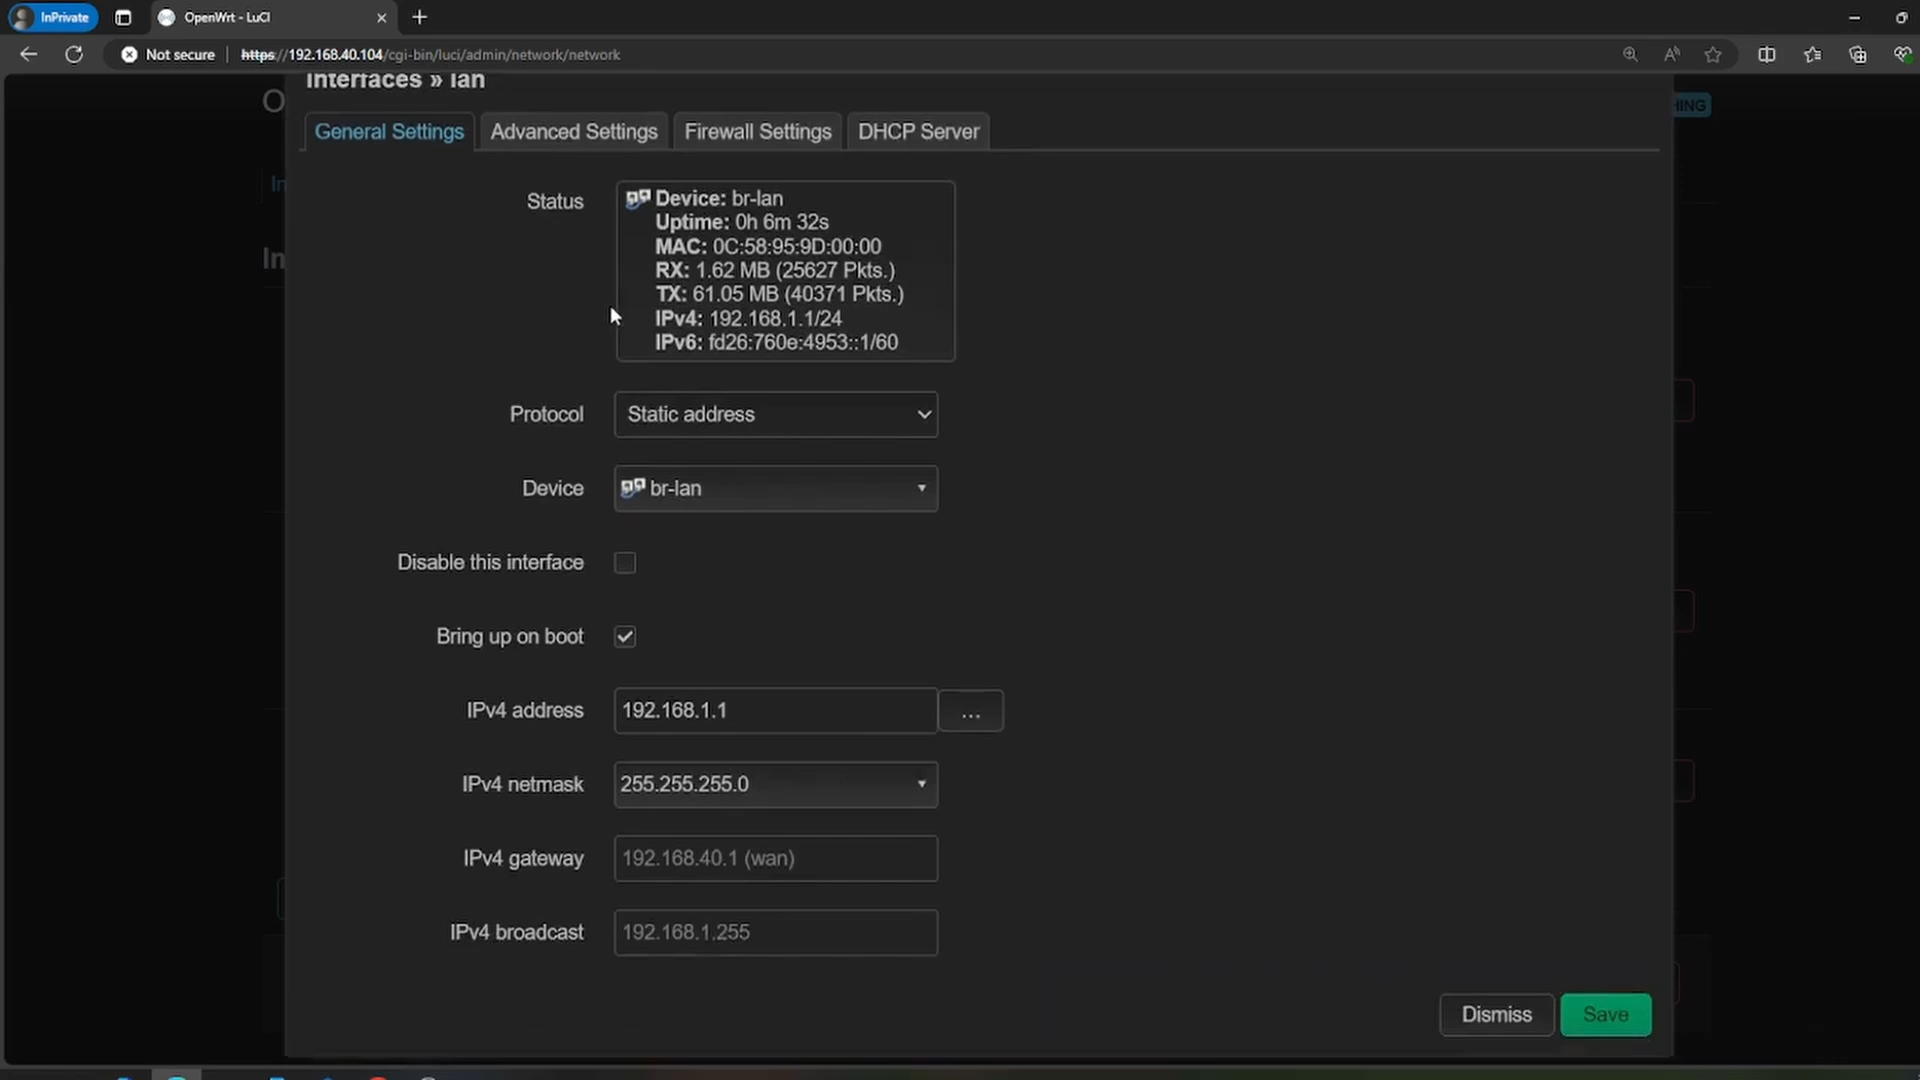 InPrivate
OpenWrt - LuCI
Not secure
https://192.168.40.104/cgi-bin/luci/admin/network/network
Interfaces » lan
O
HING
General Settings
Advanced Settings
Firewall Settings
DHCP Server
In
Status
Device: br-lan
Uptime: 0h 6m 32s
MAC: 0C:58:95:9D:00:00
RX: 1.62 MB (25627 Pkts.)
TX: 61.05 MB (40371 Pkts.)
IPv4: 192.168.1.1/24
IPv6: fd26:760e:4953::1/60
In
Protocol
Static address
Device
br-lan
Disable this interface
Bring up on boot
IPv4 address
192.168.1.1
...
IPv4 netmask
255.255.255.0
IPv4 gateway
192.168.40.1 (wan)
IPv4 broadcast
192.168.1.255
Dismiss
Save